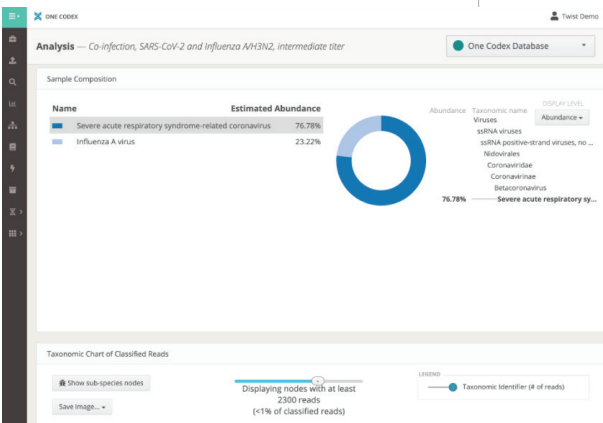 ONE CODEX
Twist Demo
Analysis — Co-infection, SARS-CoV-2 and Influenza A/H3N2, intermediate titer
One Codex Database
Sample Composition
Name Estimated Abundance
Severe acute respiratory syndrome-related coronavirus 76.78%
Influenza A virus 23.22%
DISPLAY LEVEL
Abundance
Abundance Taxonomic name
Viruses
ssRNA viruses
ssRNA positive-strand viruses, no ...
Nidovirales
Coronaviridae
Coronavirinae
Betacoronavirus
76.78% Severe acute respiratory sy...
Taxonomic Chart of Classified Reads
Show sub-species nodes
Save Image...
Displaying nodes with at least
2300 reads
(<1% of classified reads)
LEGEND
Taxonomic Identifier (# of reads)